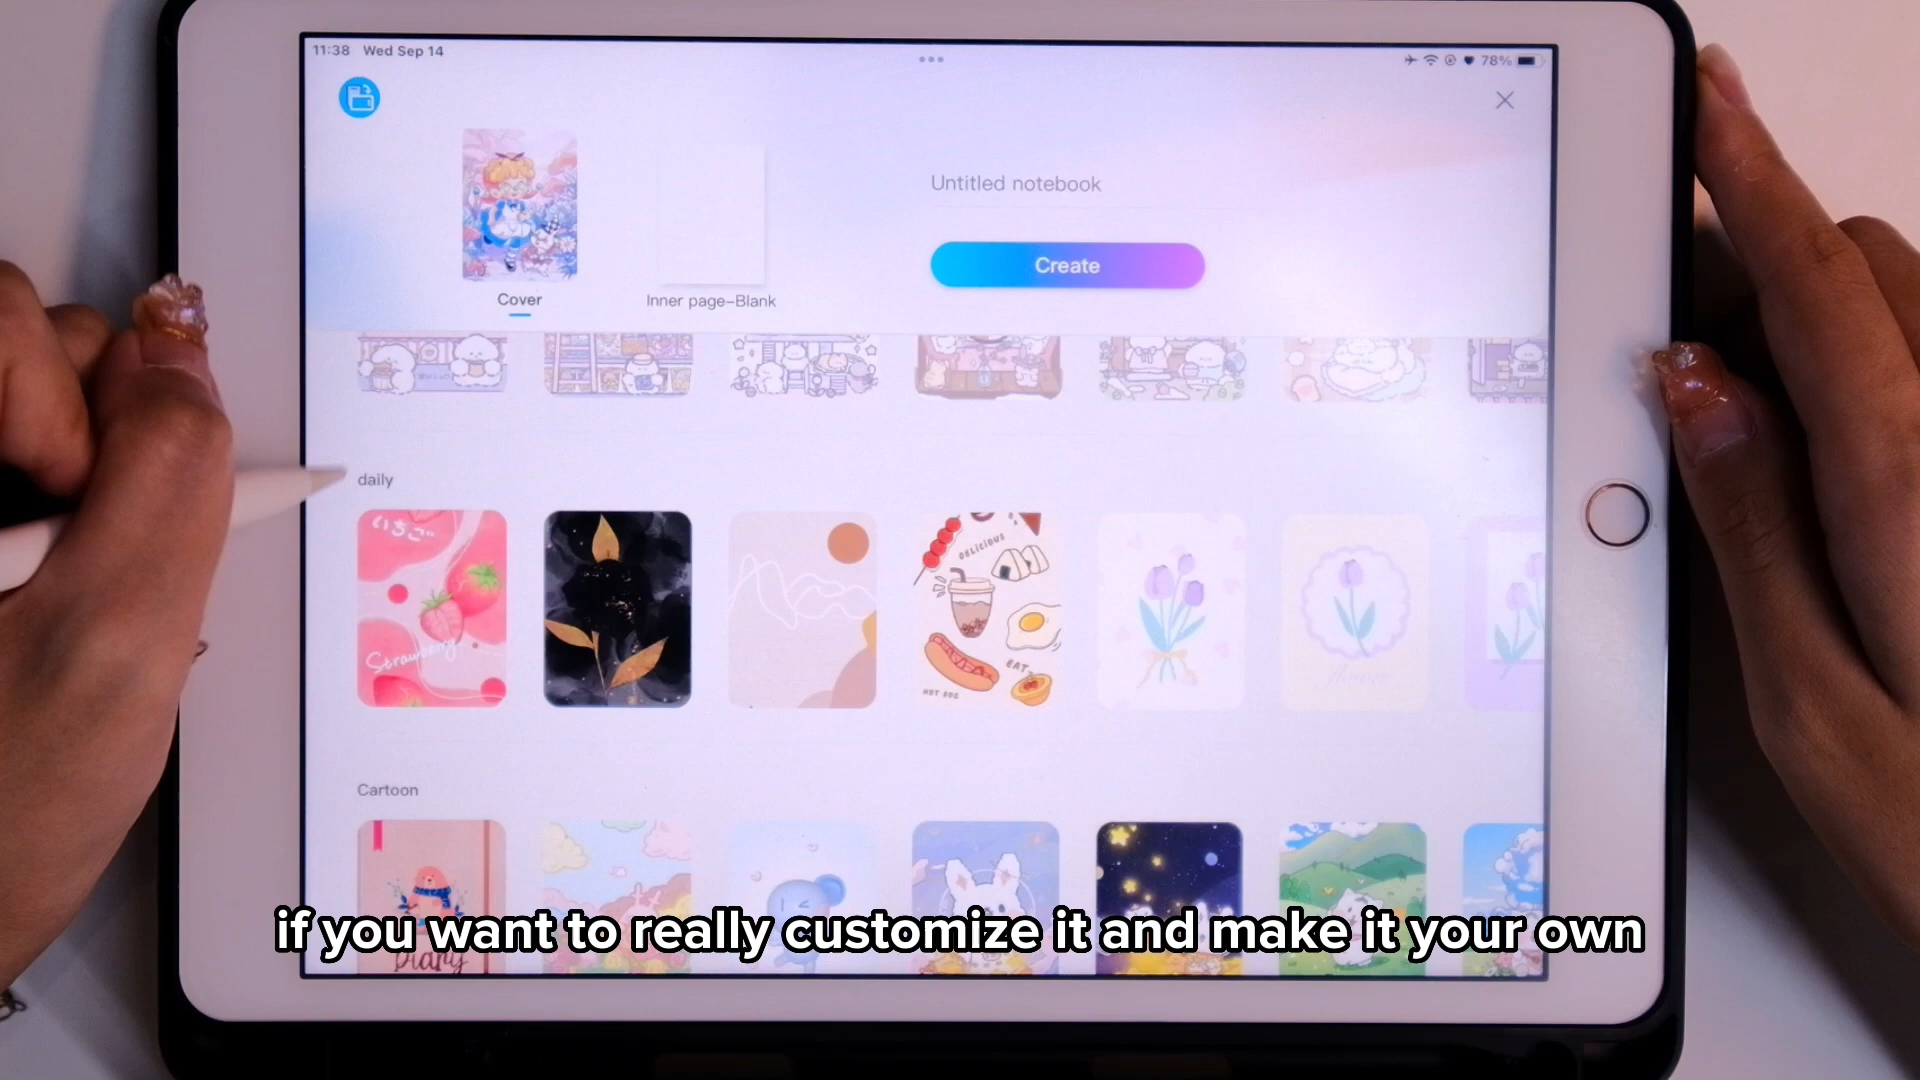 11:38 Wed Sep 14
78%
Untitled notebook
Create
Cover
Inner page-Blank
daily
いちご
Strawberry
DELICIOUS
EAT
HOT DOG
Cartoon
Diary
if you want to really customize it and make it your own